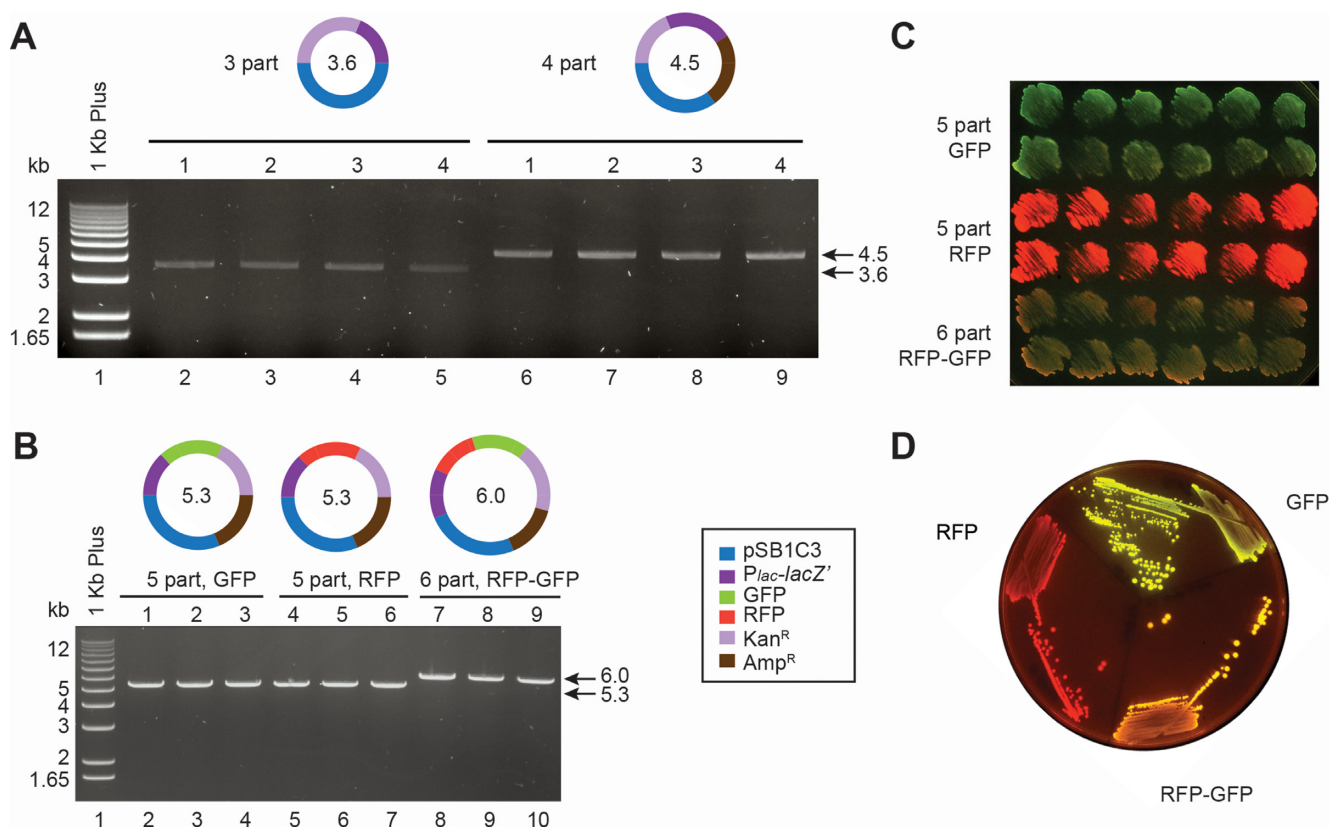 A
3 part
3.6
4 part
4.5
1 Kb Plus
kb
1 2 3 4 1 2 3 4
12
5
4
3
2
1.65
4.5
3.6
1 2 3 4 5 6 7 8 9
B
5.3
5.3
6.0
1 Kb Plus
5 part, GFP
5 part, RFP
6 part, RFP-GFP
kb
1 2 3 4 5 6 7 8 9
12
5
4
3
2
1.65
6.0
5.3
1 2 3 4 5 6 7 8 9 10
pSB1C3
Plac-lacZ'
GFP
RFP
KanR
AmpR
C
5 part
GFP
5 part
RFP
6 part
RFP-GFP
D
RFP
GFP
RFP-GFP